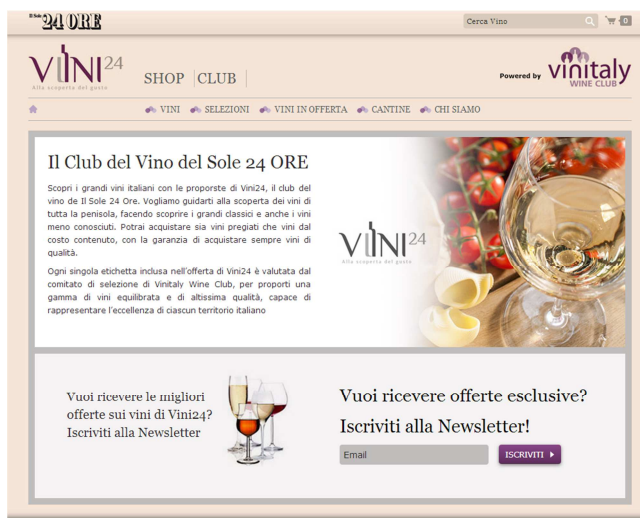 Il Sole 24 ORE
Cerca Vino
0
VINI 24
Alla scoperta del gusto
SHOP
CLUB
Powered by
vinitaly
WINE CLUB
VINI
SELEZIONI
VINI IN OFFERTA
CANTINE
CHI SIAMO
Il Club del Vino del Sole 24 ORE
Scopri i grandi vini italiani con le proporste di Vini24, il club del
vino de Il Sole 24 Ore. Vogliamo guidarti alla scoperta dei vini di
tutta la penisola, facendo scoprire i grandi classici e anche i vini
meno conosciuti. Potrai acquistare sia vini pregiati che vini dal
costo contenuto, con la garanzia di acquistare sempre vini di
qualità.
Ogni singola etichetta inclusa nell'offerta di Vini24 è valutata dal
comitato di selezione di Vinitaly Wine Club, per proporti una
gamma di vini equilibrata e di altissima qualità, capace di
rappresentare l'eccellenza di ciascun territorio italiano
VINI 24
Alla scoperta del gusto
Vuoi ricevere le migliori
offerte sui vini di Vini24?
Iscriviti alla Newsletter
Vuoi ricevere offerte esclusive?
Iscriviti alla Newsletter!
Email
ISCRIVITI